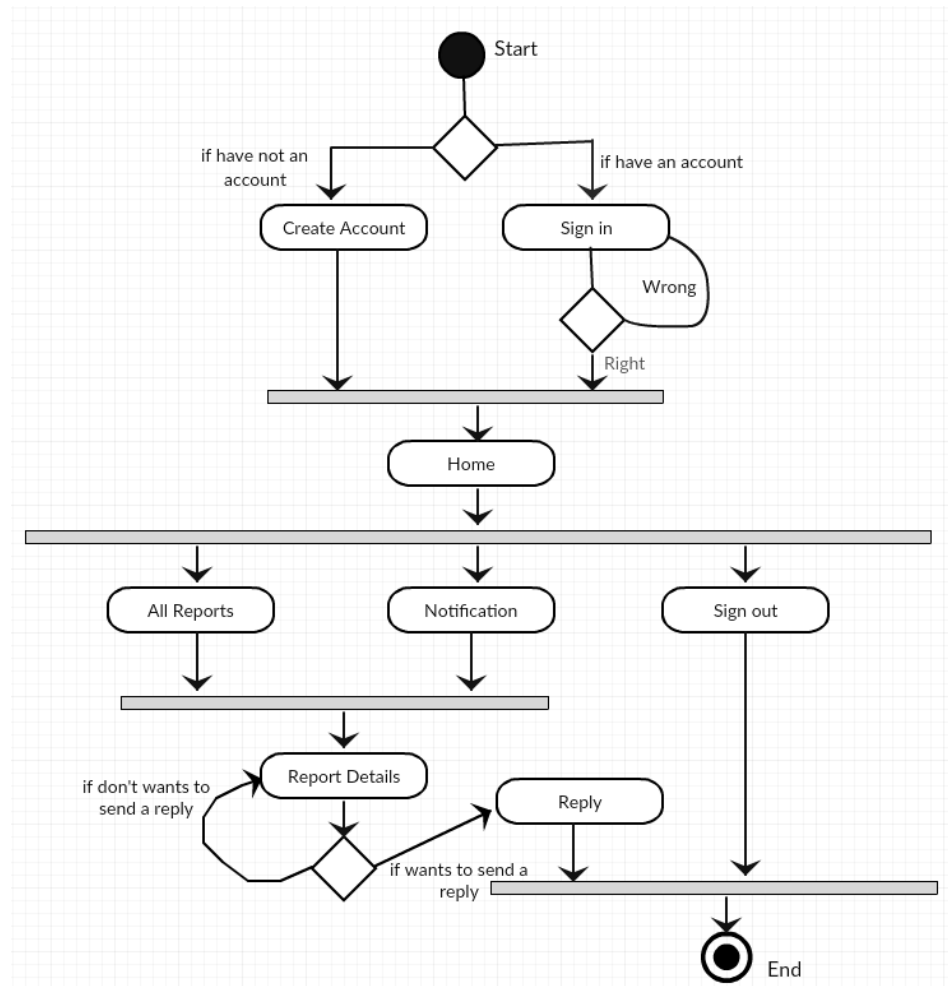 Start
if have not an
account
if have an account
Create Account
Sign in
Wrong
Right
Home
All Reports
Notification
Sign out
Report Details
if don't wants to
send a reply
Reply
if wants to send a
reply
End